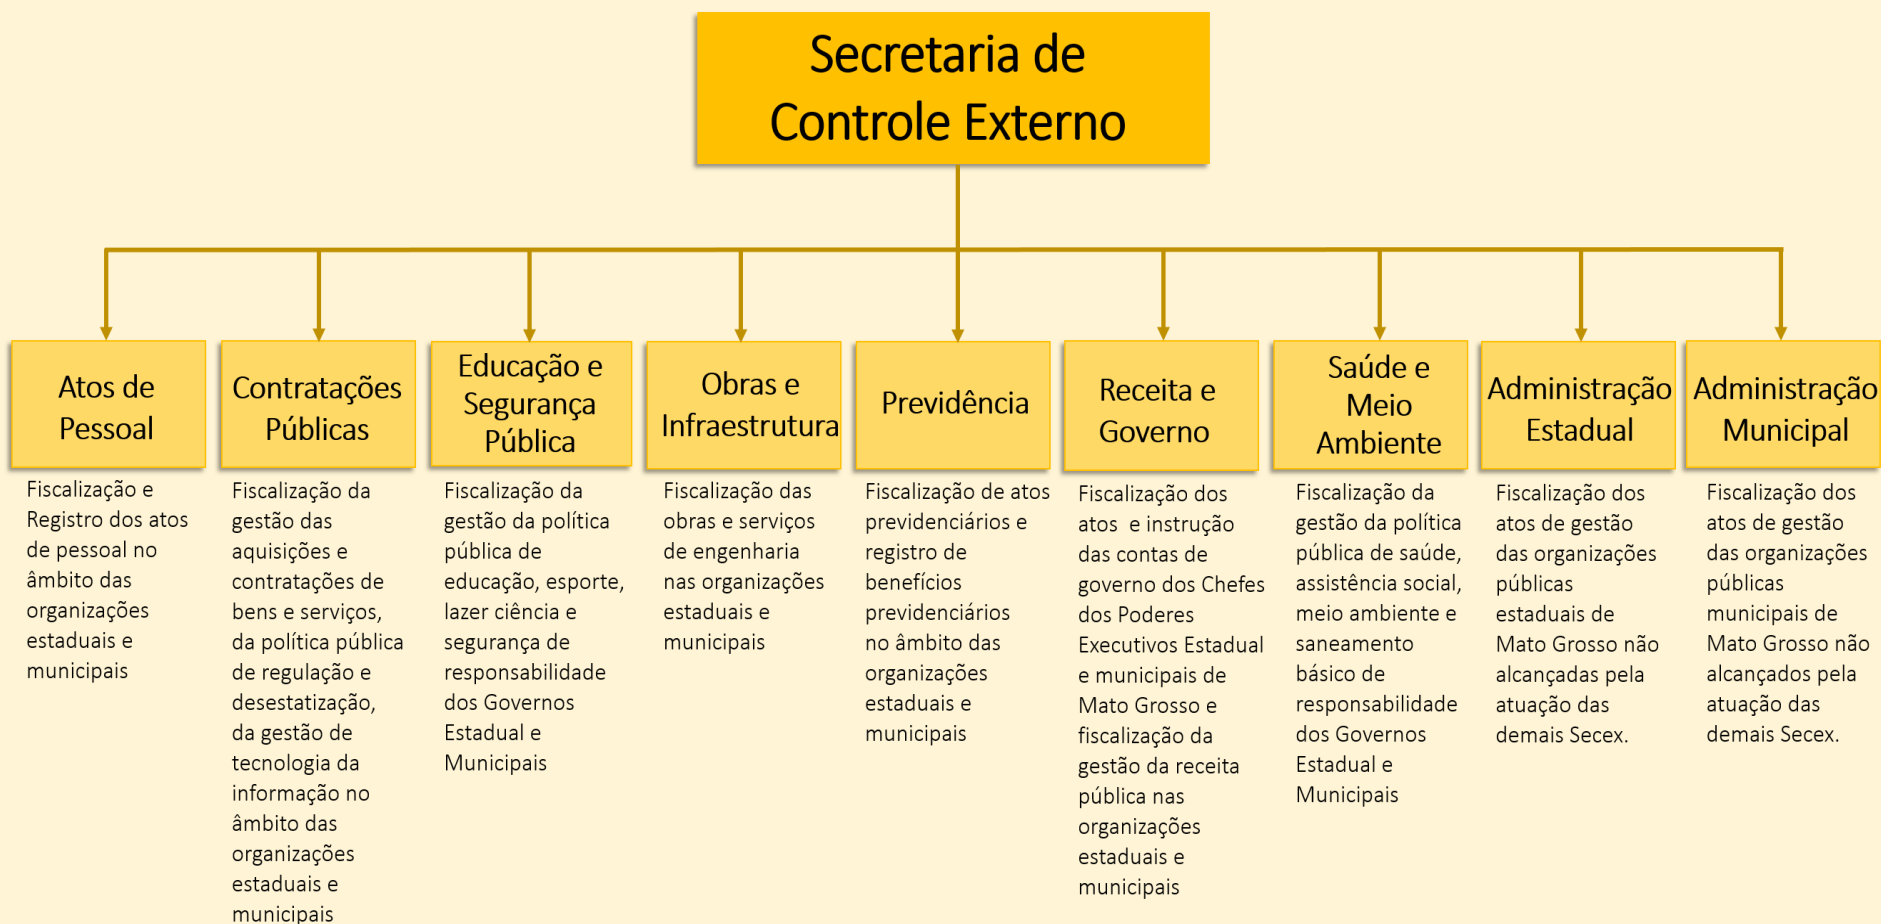 Secretaria de
Controle Externo
Atos de
Pessoal
Fiscalização e
Registro dos atos
de pessoal no
âmbito das
organizações
estaduais e
municipais
Contratações
Públicas
Fiscalização da
gestão das
aquisições e
contratações de
bens e serviços,
da política pública
de regulação e
desestatização,
da gestão de
tecnologia da
informação no
âmbito das
organizações
estaduais e
municipais
Educação e
Segurança
Pública
Fiscalização da
gestão da política
pública de
educação, esporte,
lazer ciência e
segurança de
responsabilidade
dos Governos
Estadual e
Municipais
Obras e
Infraestrutura
Fiscalização das
obras e serviços
de engenharia
nas organizações
estaduais e
municipais
Previdência
Fiscalização de atos
previdenciários e
registro de
benefícios
previdenciários
no âmbito das
organizações
estaduais e
municipais
Receita e
Governo
Fiscalização dos
atos e instrução
das contas de
governo dos Chefes
dos Poderes
Executivos Estadual
e municipais de
Mato Grosso e
fiscalização da
gestão da receita
pública nas
organizações
estaduais e
municipais
Saúde e
Meio
Ambiente
Fiscalização da
gestão da política
pública de saúde,
assistência social,
meio ambiente e
saneamento
básico de
responsabilidade
dos Governos
Estadual e
Municipais
Administração
Estadual
Fiscalização dos
atos de gestão
das organizações
públicas
estaduais de
Mato Grosso não
alcançadas pela
atuação das
demais Secex.
Administração
Municipal
Fiscalização dos
atos de gestão
das organizações
públicas
municipais de
Mato Grosso não
alcançados pela
atuação das
demais Secex.